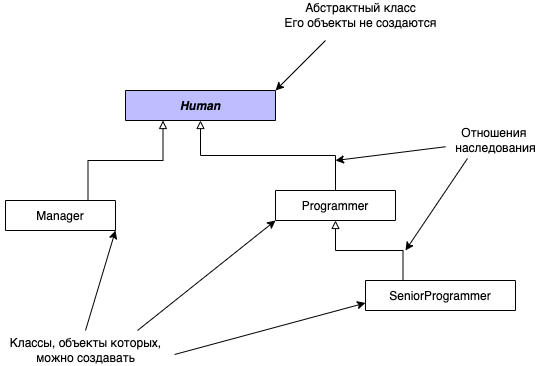 Абстрактный класс
Его объекты не создаются
Human
Отношения
наследования
Manager
Programmer
SeniorProgrammer
Классы, объекты которых,
можно создавать